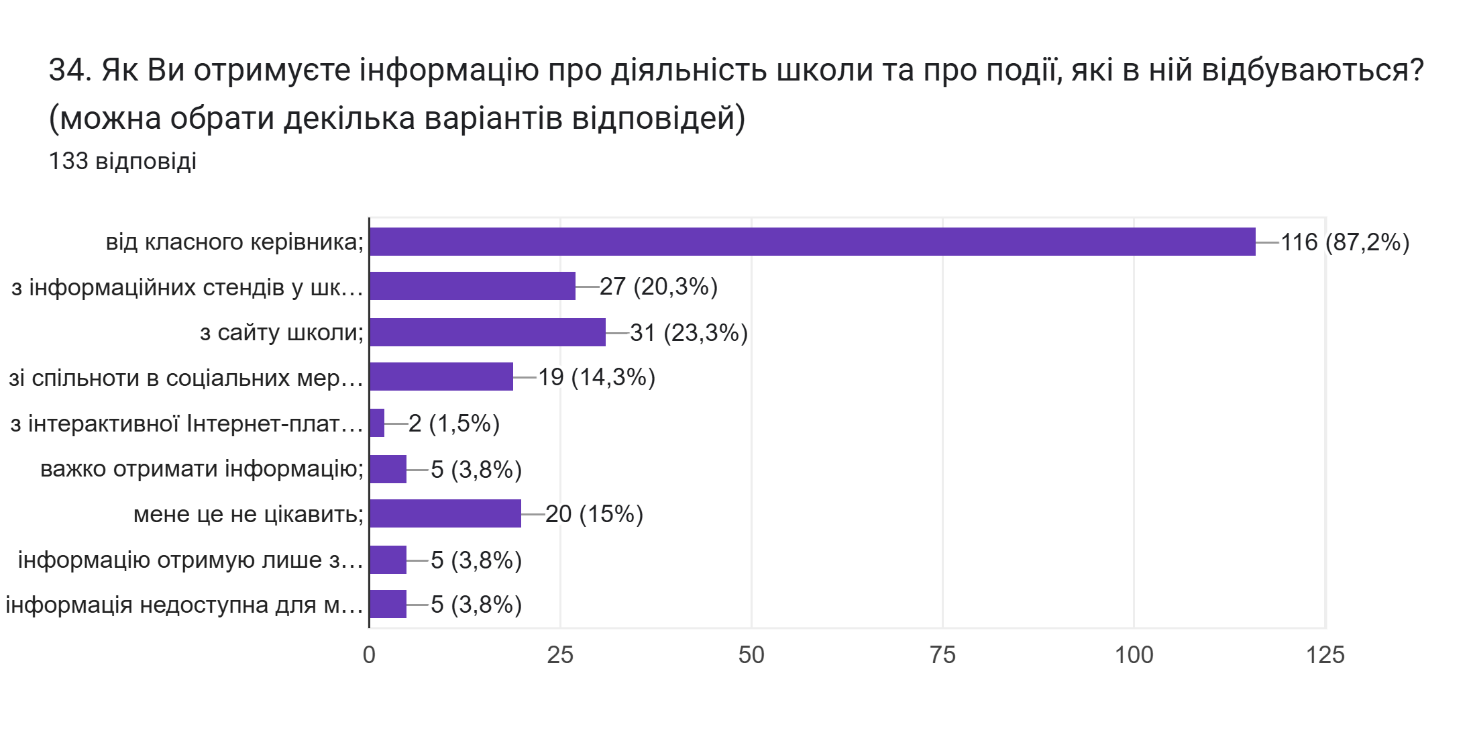 34. Як Ви отримуєте інформацію про діяльність школи та про події, які в ній відбуваються?
(можна обрати декілька варіантів відповідей)
133 відповіді
від класного керівника; 116 (87,2%)
з інформаційних стендів у шк… 27 (20,3%)
з сайту школи; 31 (23,3%)
зі спільноти в соціальних мер… 19 (14,3%)
з інтерактивної Інтернет-плат… 2 (1,5%)
важко отримати інформацію; 5 (3,8%)
мене це не цікавить; 20 (15%)
інформацію отримую лише з… 5 (3,8%)
інформація недоступна для м… 5 (3,8%)
0 25 50 75 100 125